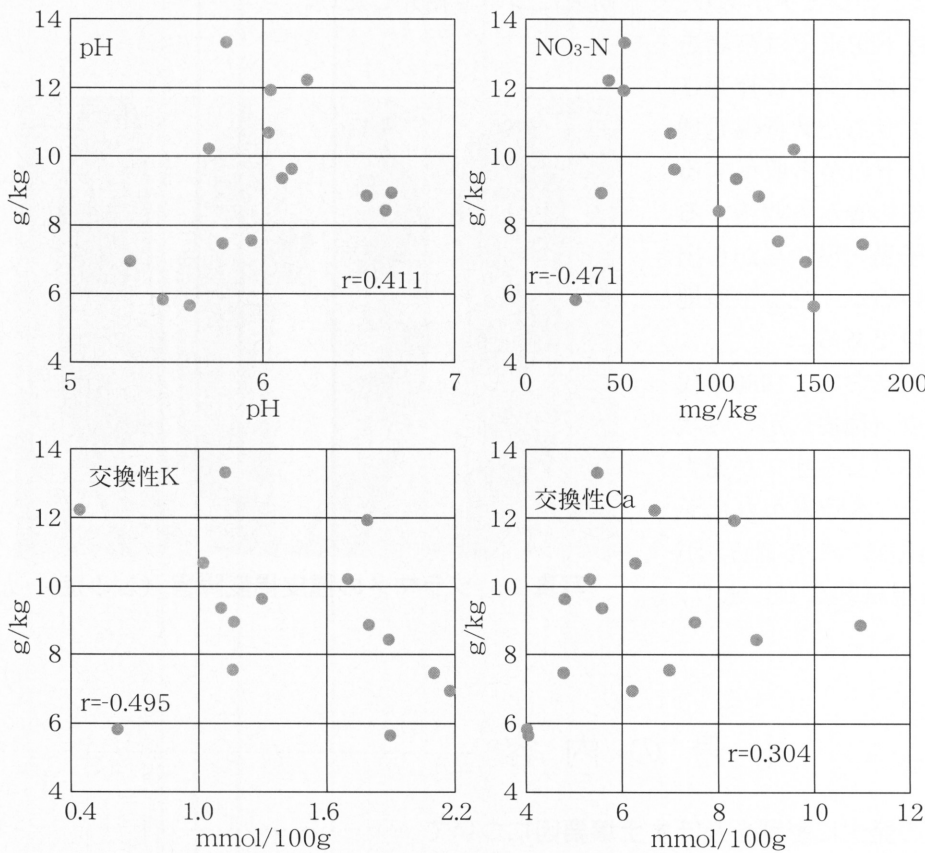 14
12
10
8
6
4
g/kg
pH
r=0.411
5
6
7
pH
14
12
10
8
6
4
g/kg
NO₃-N
r=-0.471
0
50
100
150
200
mg/kg
14
12
10
8
6
4
g/kg
交換性K
r=-0.495
0.4
1.0
1.6
2.2
mmol/100g
14
12
10
8
6
4
g/kg
交換性Ca
r=0.304
4
6
8
10
12
mmol/100g